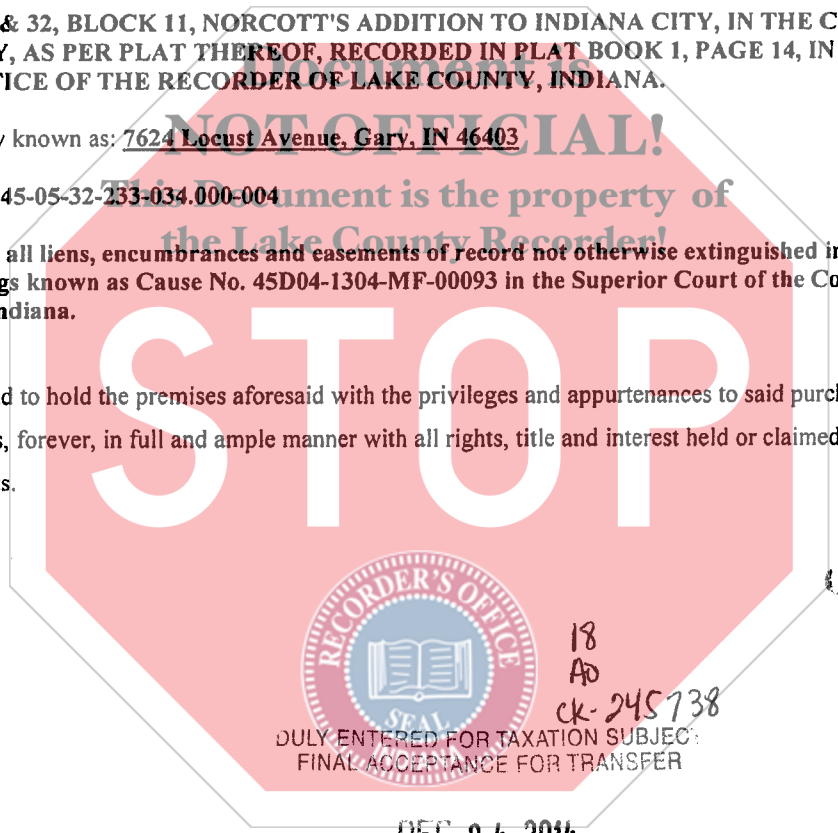 & 32, BLOCK 11, NORCOTT'S ADDITION TO INDIANA CITY, IN THE C
Y, AS PER PLAT THEREOF, RECORDED IN PLAT BOOK 1, PAGE 14, IN
ICE OF THE RECORDER OF LAKE COUNTY, INDIANA.
Document is
known as: 7624 Locust Avenue, Gary, IN 46403
NOT OFFICIAL!
45-05-32-233-034.000-004
This Document is the property of
the Lake County Recorder!
all liens, encumbrances and easements of record not otherwise extinguished in
gs known as Cause No. 45D04-1304-MF-00093 in the Superior Court of the Co
ndiana.
STOP
d to hold the premises aforesaid with the privileges and appurtenances to said purch
s, forever, in full and ample manner with all rights, title and interest held or claimed
s.
RECORDER'S OFFICE
SEAL
INDIANA
18
AO
CK-245738
DULY ENTERED FOR TAXATION SUBJECT
FINAL ACCEPTANCE FOR TRANSFER